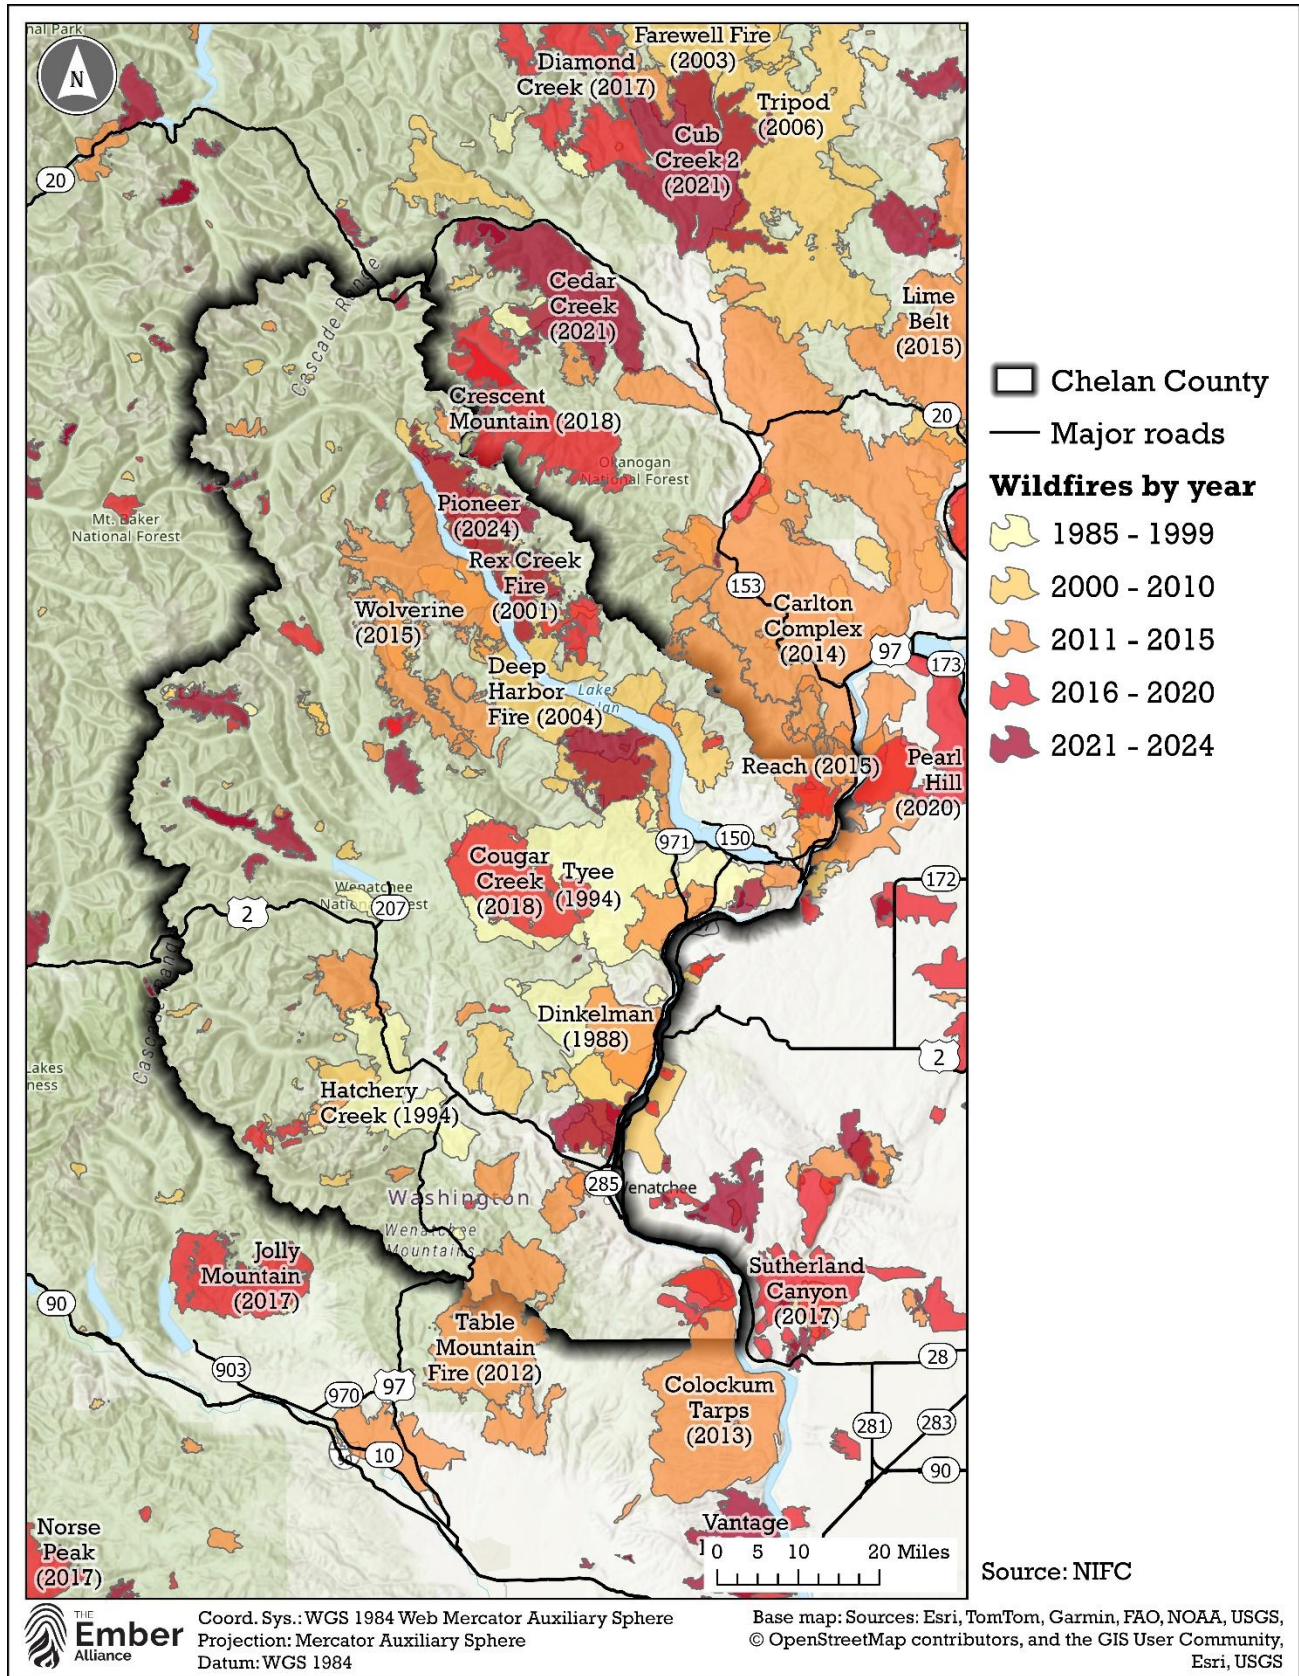 nal Park
N
Farewell Fire
(2003)
Diamond
Creek (2017)
Tripod
(2006)
Cub
Creek 2
(2021)
20
Cascade Range
Cedar
Creek
(2021)
Lime
Belt
(2015)
Crescent
Mountain (2018)
20
Okanogan
National Forest
Pioneer
(2024)
Mt. Baker
National Forest
Rex Creek
Fire
(2001)
153
Wolverine
(2015)
Carlton
Complex
(2014)
97
173
Deep
Harbor
Fire (2004)
Lake
lan
Reach (2015)
Pearl
Hill
(2020)
971
150
Cougar
Creek
(2018)
Tyee
(1994)
172
Wenatchee
National Forest
207
2
Dinkelman
(1988)
2
Lakes
ness
Hatchery
Creek (1994)
285
Wenatchee
Washington
Wenatchee
Mountains
Jolly
Mountain
(2017)
Sutherland
Canyon
(2017)
90
Table
Mountain
Fire (2012)
28
903
970
97
Colockum
Tarps
(2013)
281
283
10
90
90
Vantage
Norse
Peak
(2017)
0 5 10 20 Miles
Chelan County
Major roads
Wildfires by year
1985 - 1999
2000 - 2010
2011 - 2015
2016 - 2020
2021 - 2024
Source: NIFC
THE
Ember
Alliance
Coord. Sys.: WGS 1984 Web Mercator Auxiliary Sphere
Projection: Mercator Auxiliary Sphere
Datum: WGS 1984
Base map: Sources: Esri, TomTom, Garmin, FAO, NOAA, USGS,
© OpenStreetMap contributors, and the GIS User Community,
Esri, USGS